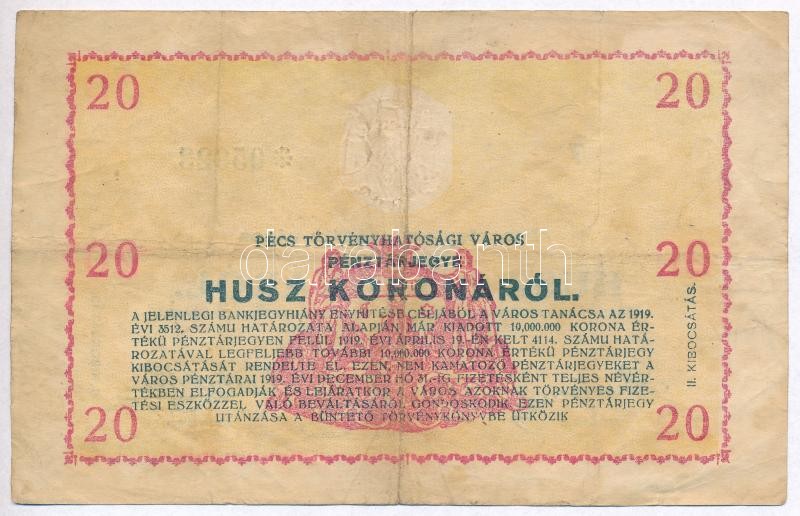 20 20
PÉCS TÖRVÉNYHATÓSÁGI VÁROS
PÉNZTÁRJEGYE
20 20
HUSZ KORONÁRÓL.
A JELENLEGI BANKJEGYHIÁNY ENYHITÉSE CÉLJÁBÓL A VÁROS TANÁCSA AZ 1919.
ÉVI 3512. SZÁMU HATÁROZATA ALAPJÁN MÁR KIADOTT 10,000.000 KORONA ÉR-
TÉKÜ PÉNZTÁRJEGYEN FELÜL 1919. ÉVI ÁPRILIS 19.-ÉN KELT 4114. SZÁMU HATÁ-
ROZATÁVAL LEGFELJEBB TOVÁBBI 10,000.000 KORONA ÉRTÉKÜ PÉNZTÁRJEGY
KIBOCSÁTÁSÁT RENDELTE EL. EZEN, NEM KAMATOZÓ PÉNZTÁRJEGYEKET A
VÁROS PÉNZTÁRAI 1919. ÉVI DECEMBER HÓ 31.-IG FIZETÉSKÉNT TELJES NÉVÉR-
TÉKBEN ELFOGADJÁK ÉS LEJÁRATKOR A VÁROS AZOKNAK TÖRVÉNYES FIZE-
TÉSI ESZKÖZZEL VALÓ BEVÁLTÁSÁRÓL GONDOSKODIK. EZEN PÉNZTÁRJEGY
UTÁNZÁSA A BÜNTETŐ TÖRVÉNYKÖNYVBE ÜTKÖZIK
20 20
II. KIBOCSÁTÁS.
darabanth